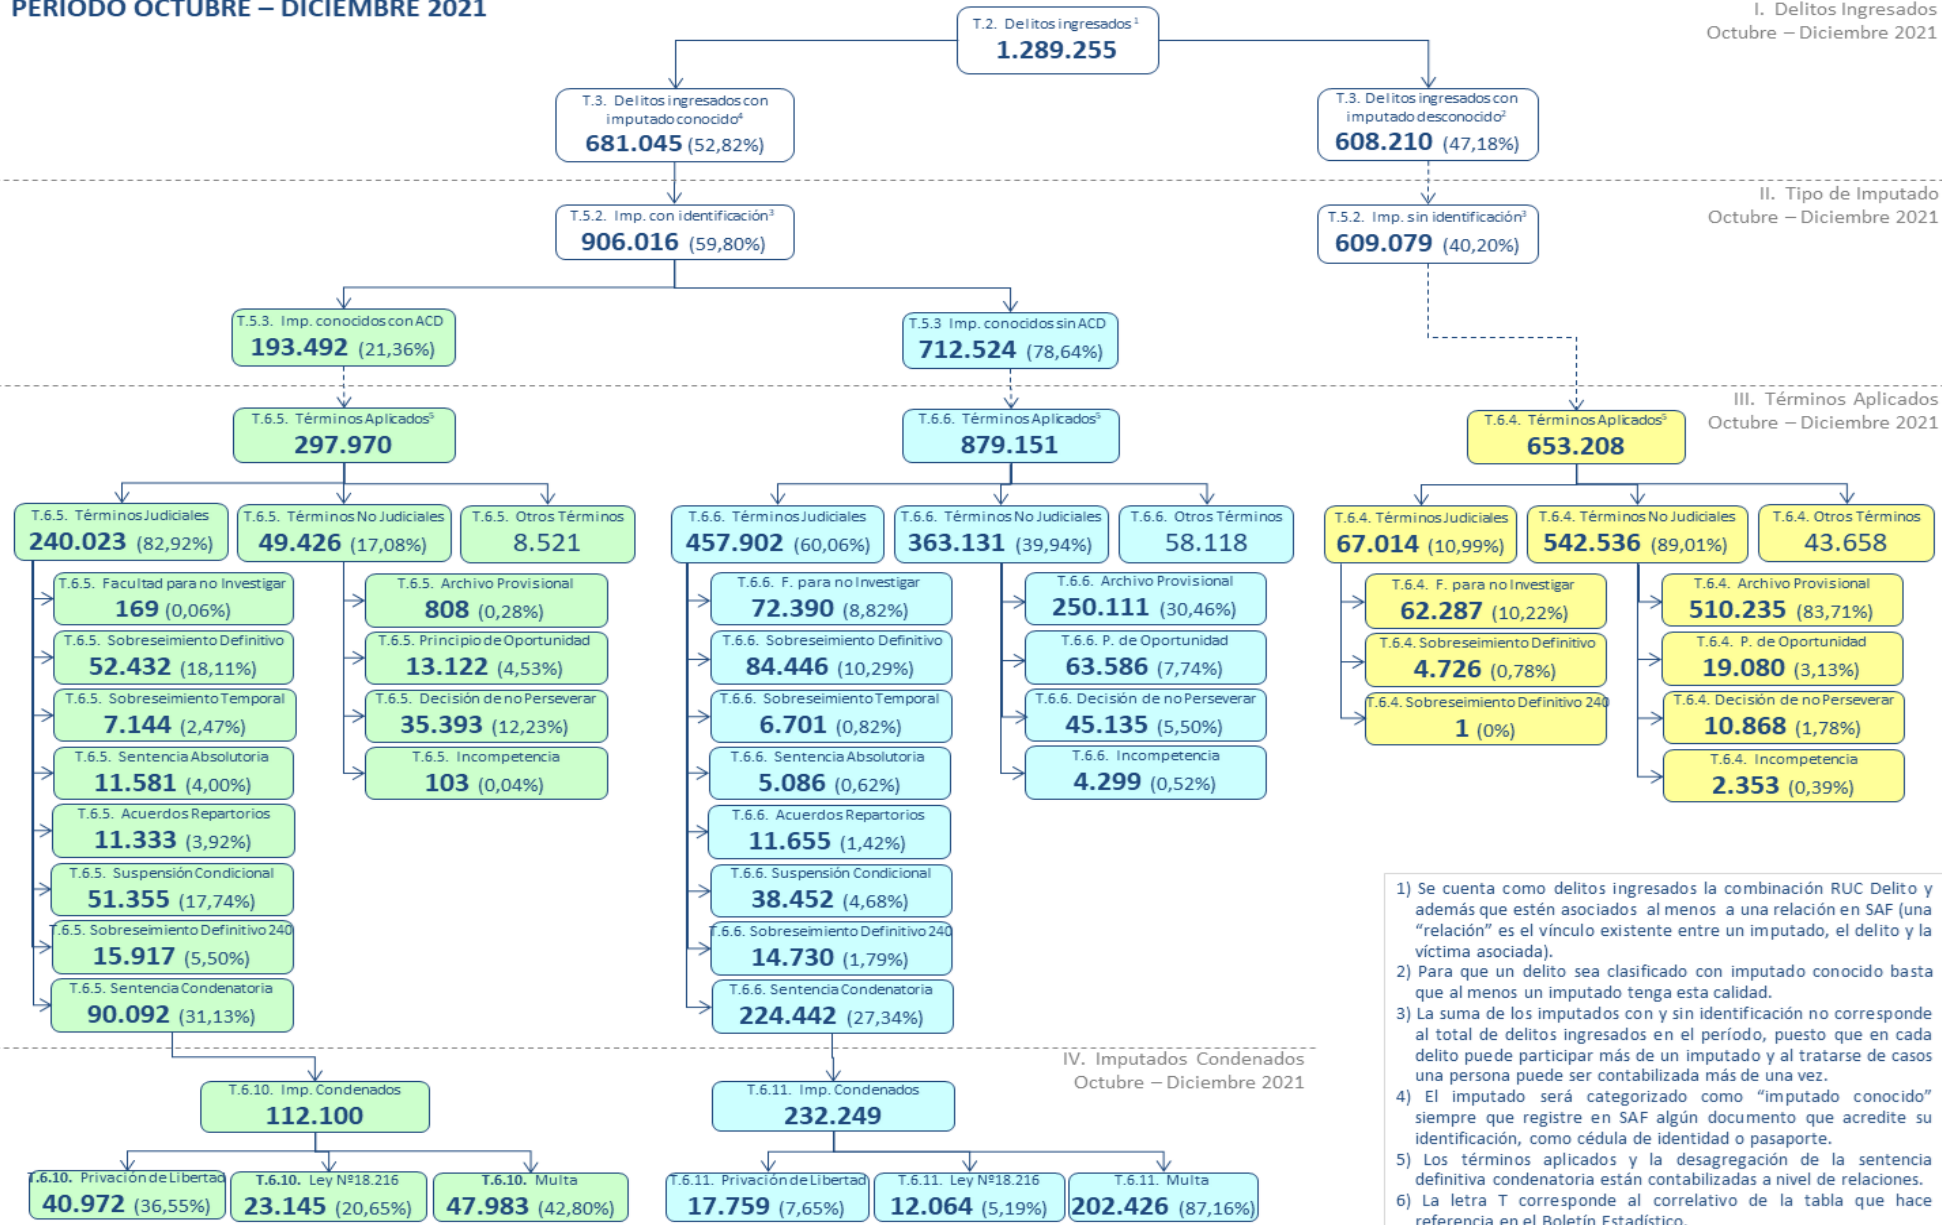 PERIODO OCTUBRE – DICIEMBRE 2021
I. Delitos Ingresados
Octubre – Diciembre 2021
T.2. Delitos ingresados¹
1.289.255
T.3. Delitos ingresados con
imputado conocido⁴
681.045 (52,82%)
T.3. Delitos ingresados con
imputado desconocido²
608.210 (47,18%)
II. Tipo de Imputado
Octubre – Diciembre 2021
T.5.2. Imp. con identificación³
906.016 (59,80%)
T.5.2. Imp. sin identificación³
609.079 (40,20%)
T.5.3. Imp. conocidos con ACD
193.492 (21,36%)
T.5.3 Imp. conocidos sin ACD
712.524 (78,64%)
III. Términos Aplicados
Octubre – Diciembre 2021
T.6.5. Términos Aplicados⁵
297.970
T.6.6. Términos Aplicados⁵
879.151
T.6.4. Términos Aplicados⁵
653.208
T.6.5. Términos Judiciales
240.023 (82,92%)
T.6.5. Términos No Judiciales
49.426 (17,08%)
T.6.5. Otros Términos
8.521
T.6.6. Términos Judiciales
457.902 (60,06%)
T.6.6. Términos No Judiciales
363.131 (39,94%)
T.6.6. Otros Términos
58.118
T.6.4. Términos Judiciales
67.014 (10,99%)
T.6.4. Términos No Judiciales
542.536 (89,01%)
T.6.4. Otros Términos
43.658
T.6.5. Facultad para no Investigar
169 (0,06%)
T.6.5. Sobreseimiento Definitivo
52.432 (18,11%)
T.6.5. Sobreseimiento Temporal
7.144 (2,47%)
T.6.5. Sentencia Absolutoria
11.581 (4,00%)
T.6.5. Acuerdos Repartorios
11.333 (3,92%)
T.6.5. Suspensión Condicional
51.355 (17,74%)
T.6.5. Sobreseimiento Definitivo 240
15.917 (5,50%)
T.6.5. Sentencia Condenatoria
90.092 (31,13%)
T.6.5. Archivo Provisional
808 (0,28%)
T.6.5. Principio de Oportunidad
13.122 (4,53%)
T.6.5. Decisión de no Perseverar
35.393 (12,23%)
T.6.5. Incompetencia
103 (0,04%)
T.6.6. F. para no Investigar
72.390 (8,82%)
T.6.6. Sobreseimiento Definitivo
84.446 (10,29%)
T.6.6. Sobreseimiento Temporal
6.701 (0,82%)
T.6.6. Sentencia Absolutoria
5.086 (0,62%)
T.6.6. Acuerdos Repartorios
11.655 (1,42%)
T.6.6. Suspensión Condicional
38.452 (4,68%)
T.6.6. Sobreseimiento Definitivo 240
14.730 (1,79%)
T.6.6. Sentencia Condenatoria
224.442 (27,34%)
T.6.6. Archivo Provisional
250.111 (30,46%)
T.6.6. P. de Oportunidad
63.586 (7,74%)
T.6.6. Decisión de no Perseverar
45.135 (5,50%)
T.6.6. Incompetencia
4.299 (0,52%)
T.6.4. F. para no Investigar
62.287 (10,22%)
T.6.4. Sobreseimiento Definitivo
4.726 (0,78%)
T.6.4. Sobreseimiento Definitivo 240
1 (0%)
T.6.4. Archivo Provisional
510.235 (83,71%)
T.6.4. P. de Oportunidad
19.080 (3,13%)
T.6.4. Decisión de no Perseverar
10.868 (1,78%)
T.6.4. Incompetencia
2.353 (0,39%)
IV. Imputados Condenados
Octubre – Diciembre 2021
T.6.10. Imp. Condenados
112.100
T.6.11. Imp. Condenados
232.249
T.6.10. Privación de Libertad
40.972 (36,55%)
T.6.10. Ley Nº18.216
23.145 (20,65%)
T.6.10. Multa
47.983 (42,80%)
T.6.11. Privación de Libertad
17.759 (7,65%)
T.6.11. Ley Nº18.216
12.064 (5,19%)
T.6.11. Multa
202.426 (87,16%)
1) Se cuenta como delitos ingresados la combinación RUC Delito y
además que estén asociados al menos a una relación en SAF (una
“relación” es el vínculo existente entre un imputado, el delito y la
víctima asociada).
2) Para que un delito sea clasificado con imputado conocido basta
que al menos un imputado tenga esta calidad.
3) La suma de los imputados con y sin identificación no corresponde
al total de delitos ingresados en el período, puesto que en cada
delito puede participar más de un imputado y al tratarse de casos
una persona puede ser contabilizada más de una vez.
4) El imputado será categorizado como “imputado conocido”
siempre que registre en SAF algún documento que acredite su
identificación, como cédula de identidad o pasaporte.
5) Los términos aplicados y la desagregación de la sentencia
definitiva condenatoria están contabilizadas a nivel de relaciones.
6) La letra T corresponde al correlativo de la tabla que hace
referencia en el Boletín Estadístico.